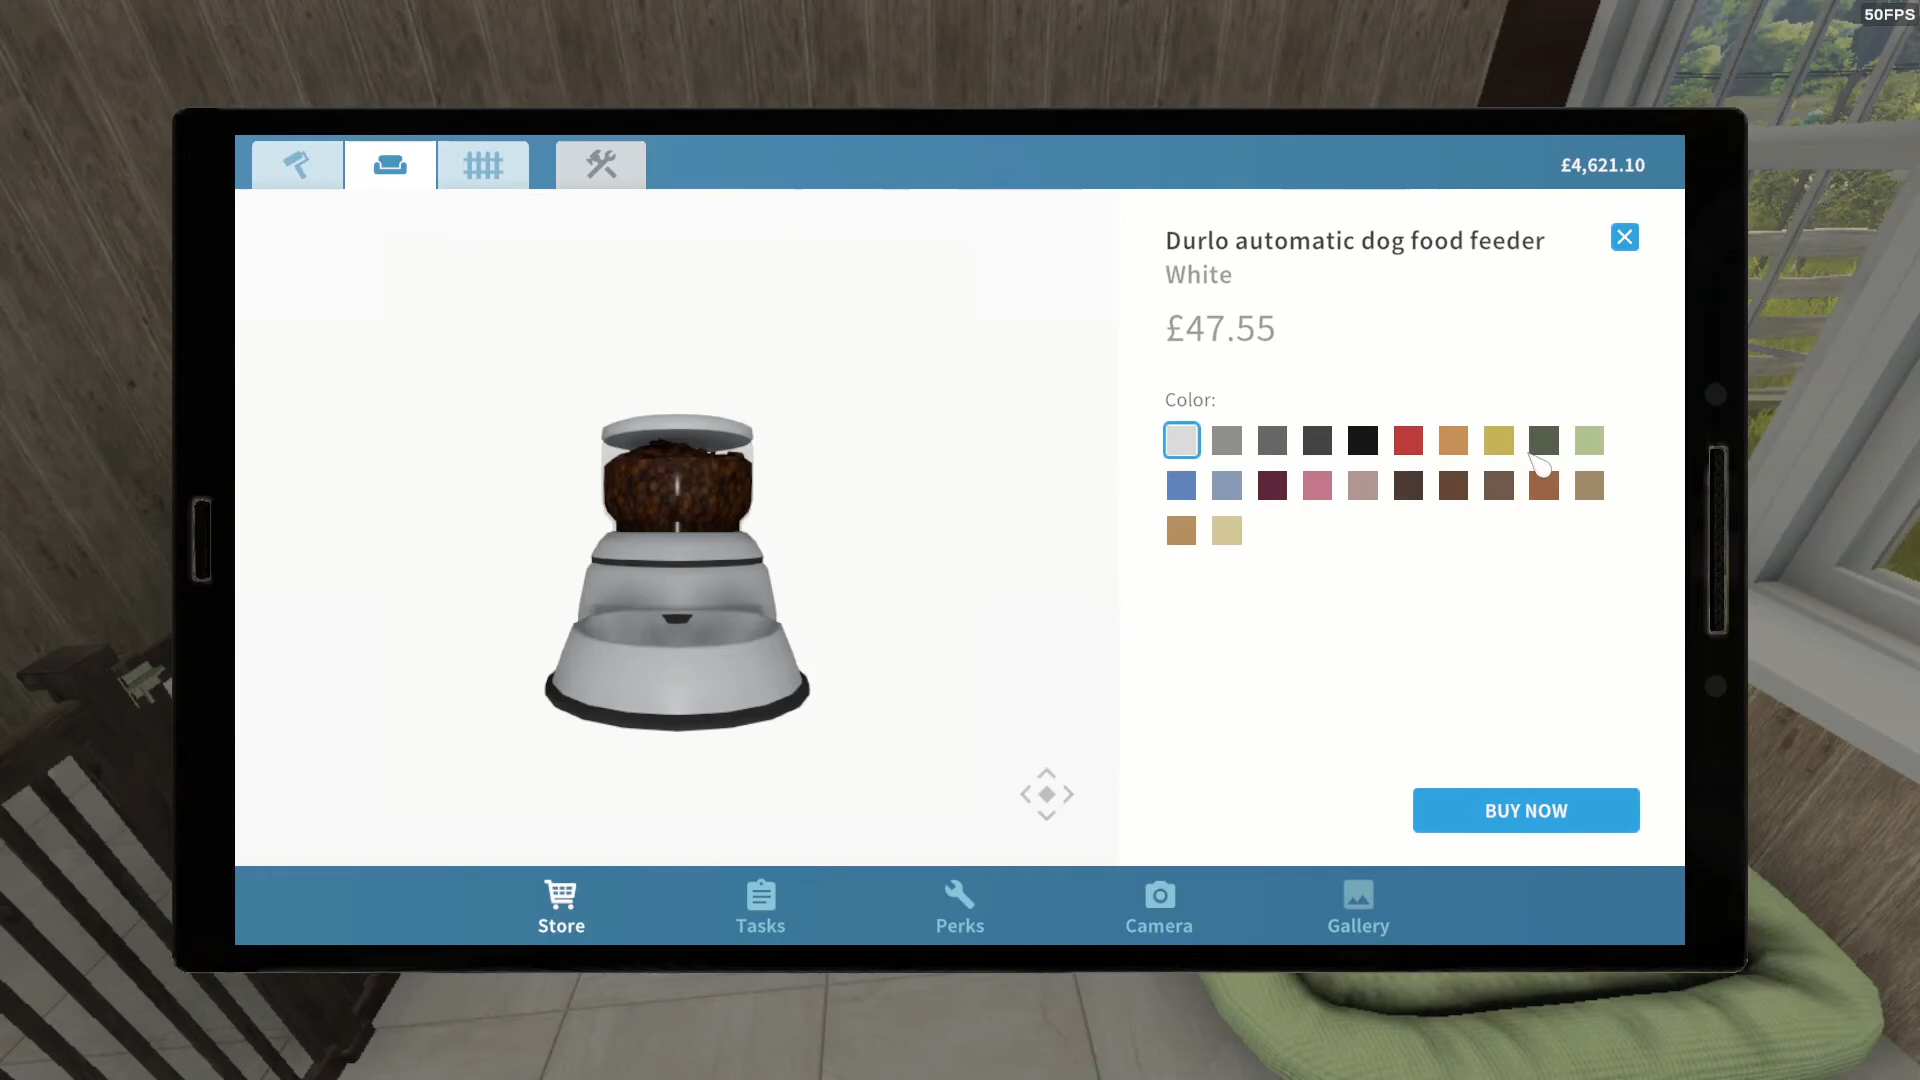 50FPS
£4,621.10
Durlo automatic dog food feeder
White
£47.55
Color:
BUY NOW
Store
Tasks
Perks
Camera
Gallery